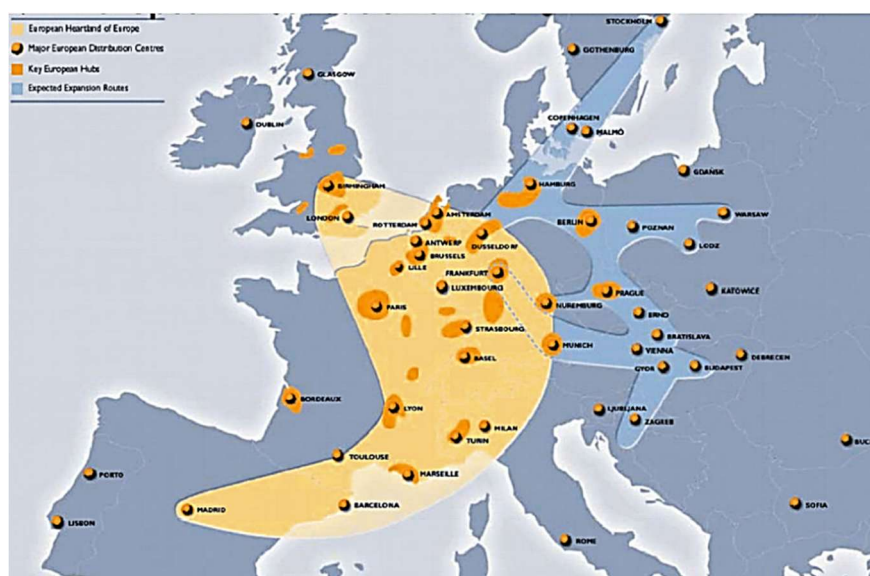 European Heartland of Europe
Major European Distribution Centres
Key European Hubs
Expected Expansion Routes
STOCKHOLM
GOTHENBURG
GLASGOW
COPENHAGEN
MALMÖ
DUBLIN
GDAŃSK
BIRMINGHAM
HAMBURG
LONDON
AMSTERDAM
ROTTERDAM
BERLIN
POZNAN
WARSAW
ANTWERF
DUSSELDORF
LODZ
BRUSSELS
LILLE
FRANKFURT
LUXEMBOURG
PRAGUE
KATOWICE
PARIS
NUREMBURG
BRNO
STRASBOURG
BRATISLAVA
MUNICH
VIENNA
BASEL
DEBRECEN
GYOR
BUDAPEST
BORDEAUX
LYON
LJUBLJANA
ZAGREB
MILAN
TURIN
BUC
TOULOUSE
PORTO
MARSEILLE
MADRID
BARCELONA
SOFIA
LISBON
ROME